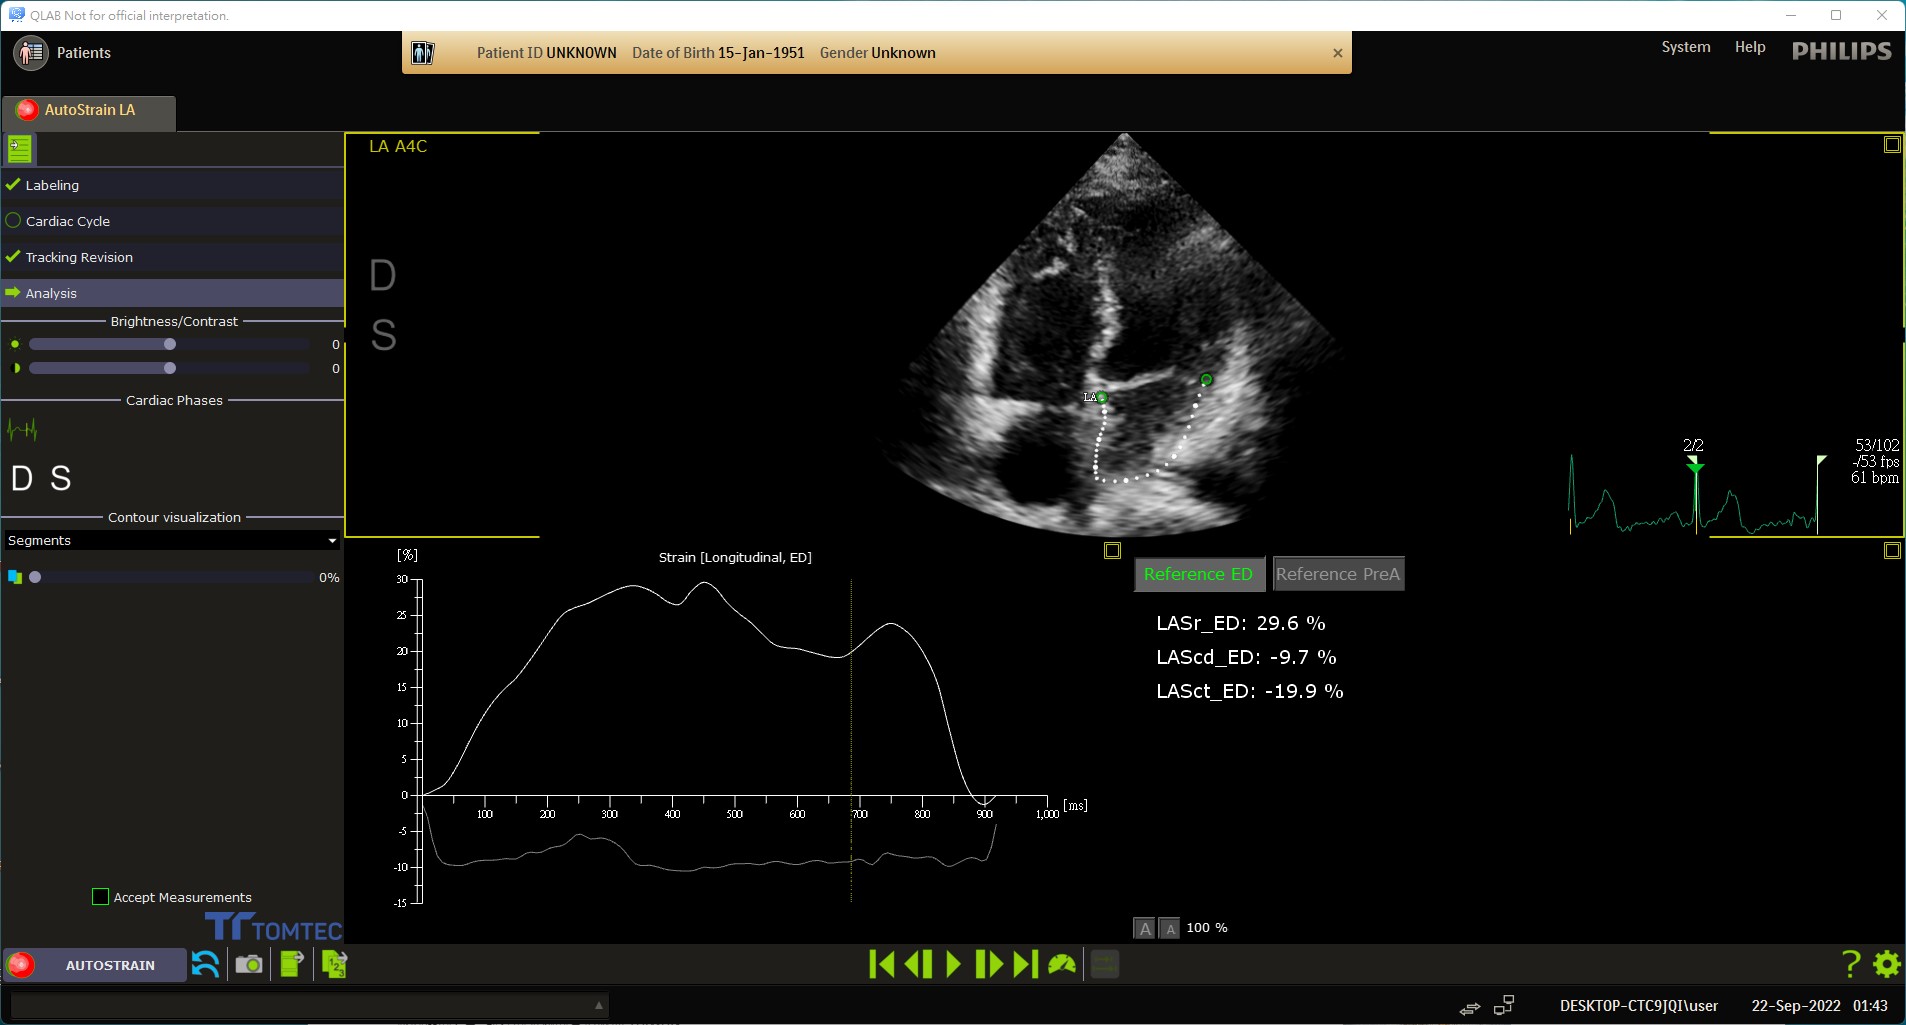 QLAB Not for official interpretation.
Patients
Patient ID UNKNOWN Date of Birth 15-Jan-1951 Gender Unknown
System Help PHILIPS
AutoStrain LA
Labeling
Cardiac Cycle
Tracking Revision
Analysis
Brightness/Contrast
0
0
Cardiac Phases
D S
Contour visualization
Segments
0%
Accept Measurements
TOMTEC
LA A4C
D
S
LA
2/2
53/102
-/53 fps
61 bpm
[%]
Strain [Longitudinal, ED]
30
25
20
15
10
5
0
-5
-10
-15
100 200 300 400 500 600 700 800 900 1,000 [ms]
Reference ED Reference PreA
LASr_ED: 29.6 %
LAScd_ED: -9.7 %
LASct_ED: -19.9 %
A A 100 %
AUTOSTRAIN
1 2 3
?
DESKTOP-CTC9JQI\user 22-Sep-2022 01:43